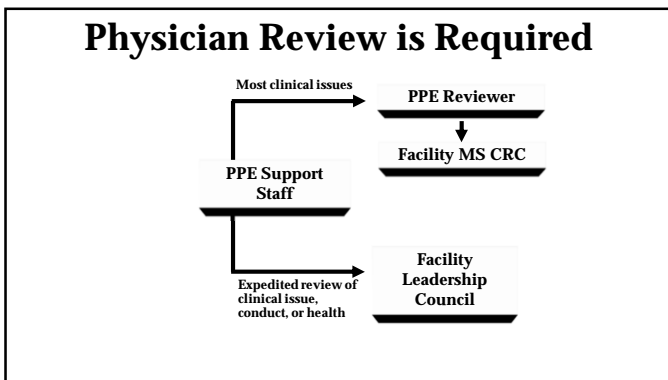 Physician Review is Required
Most clinical issues
PPE Reviewer
Facility MS CRC
PPE Support
Staff
Facility
Leadership
Council
Expedited review of
clinical issue,
conduct, or health